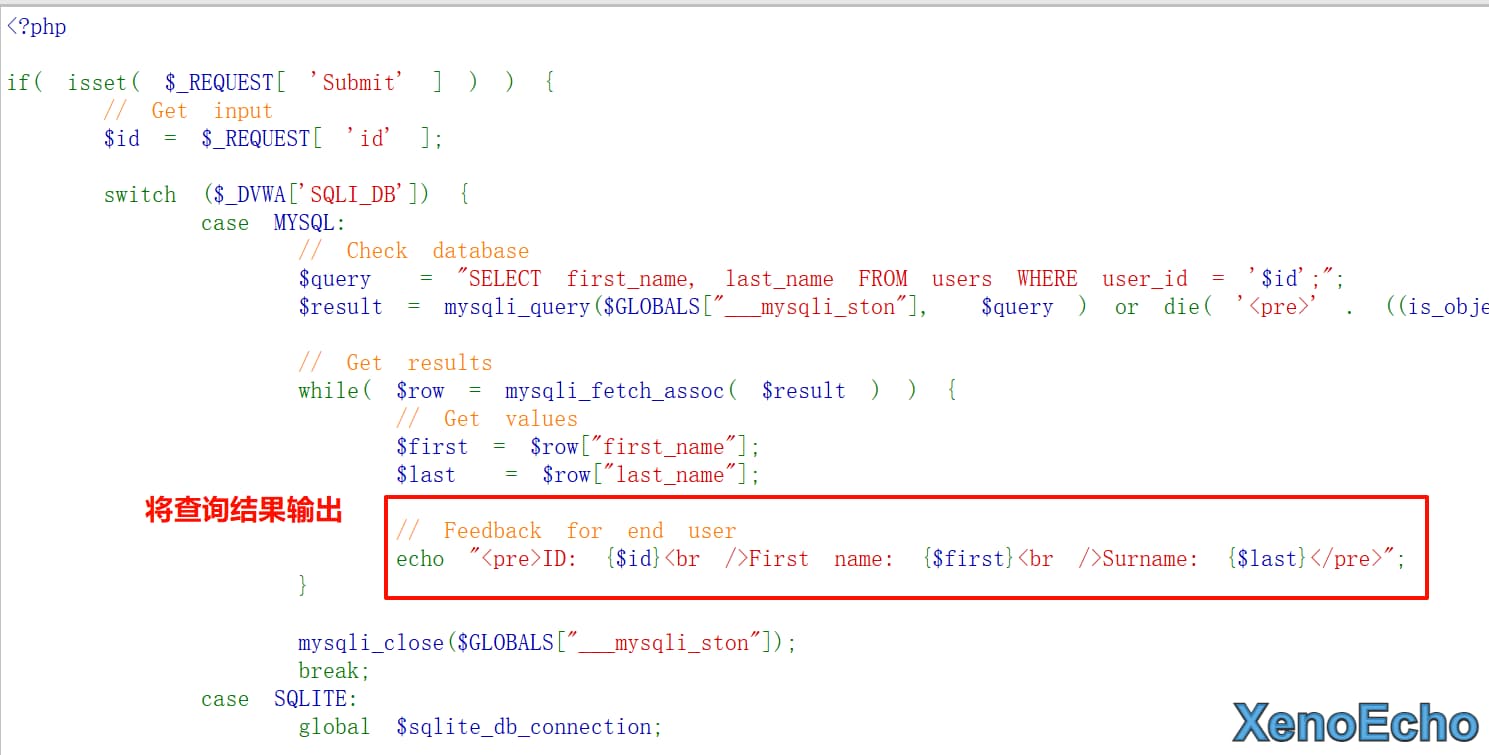 <?php
if( isset( $_REQUEST[ 'Submit' ] ) ) {
// Get input
$id = $_REQUEST[ 'id' ];
switch ($_DVWA['SQLI_DB']) {
case MYSQL:
// Check database
$query = "SELECT first_name, last_name FROM users WHERE user_id = '$id';";
$result = mysqli_query($GLOBALS["___mysqli_ston"], $query ) or die( '<pre>' . ((is_obje
// Get results
while( $row = mysqli_fetch_assoc( $result ) ) {
// Get values
$first = $row["first_name"];
$last = $row["last_name"];
将查询结果输出
// Feedback for end user
echo "<pre>ID: {$id}<br />First name: {$first}<br />Surname: {$last}</pre>";
}
mysqli_close($GLOBALS["___mysqli_ston"]);
break;
case SQLITE:
global $sqlite_db_connection;
XenoEcho